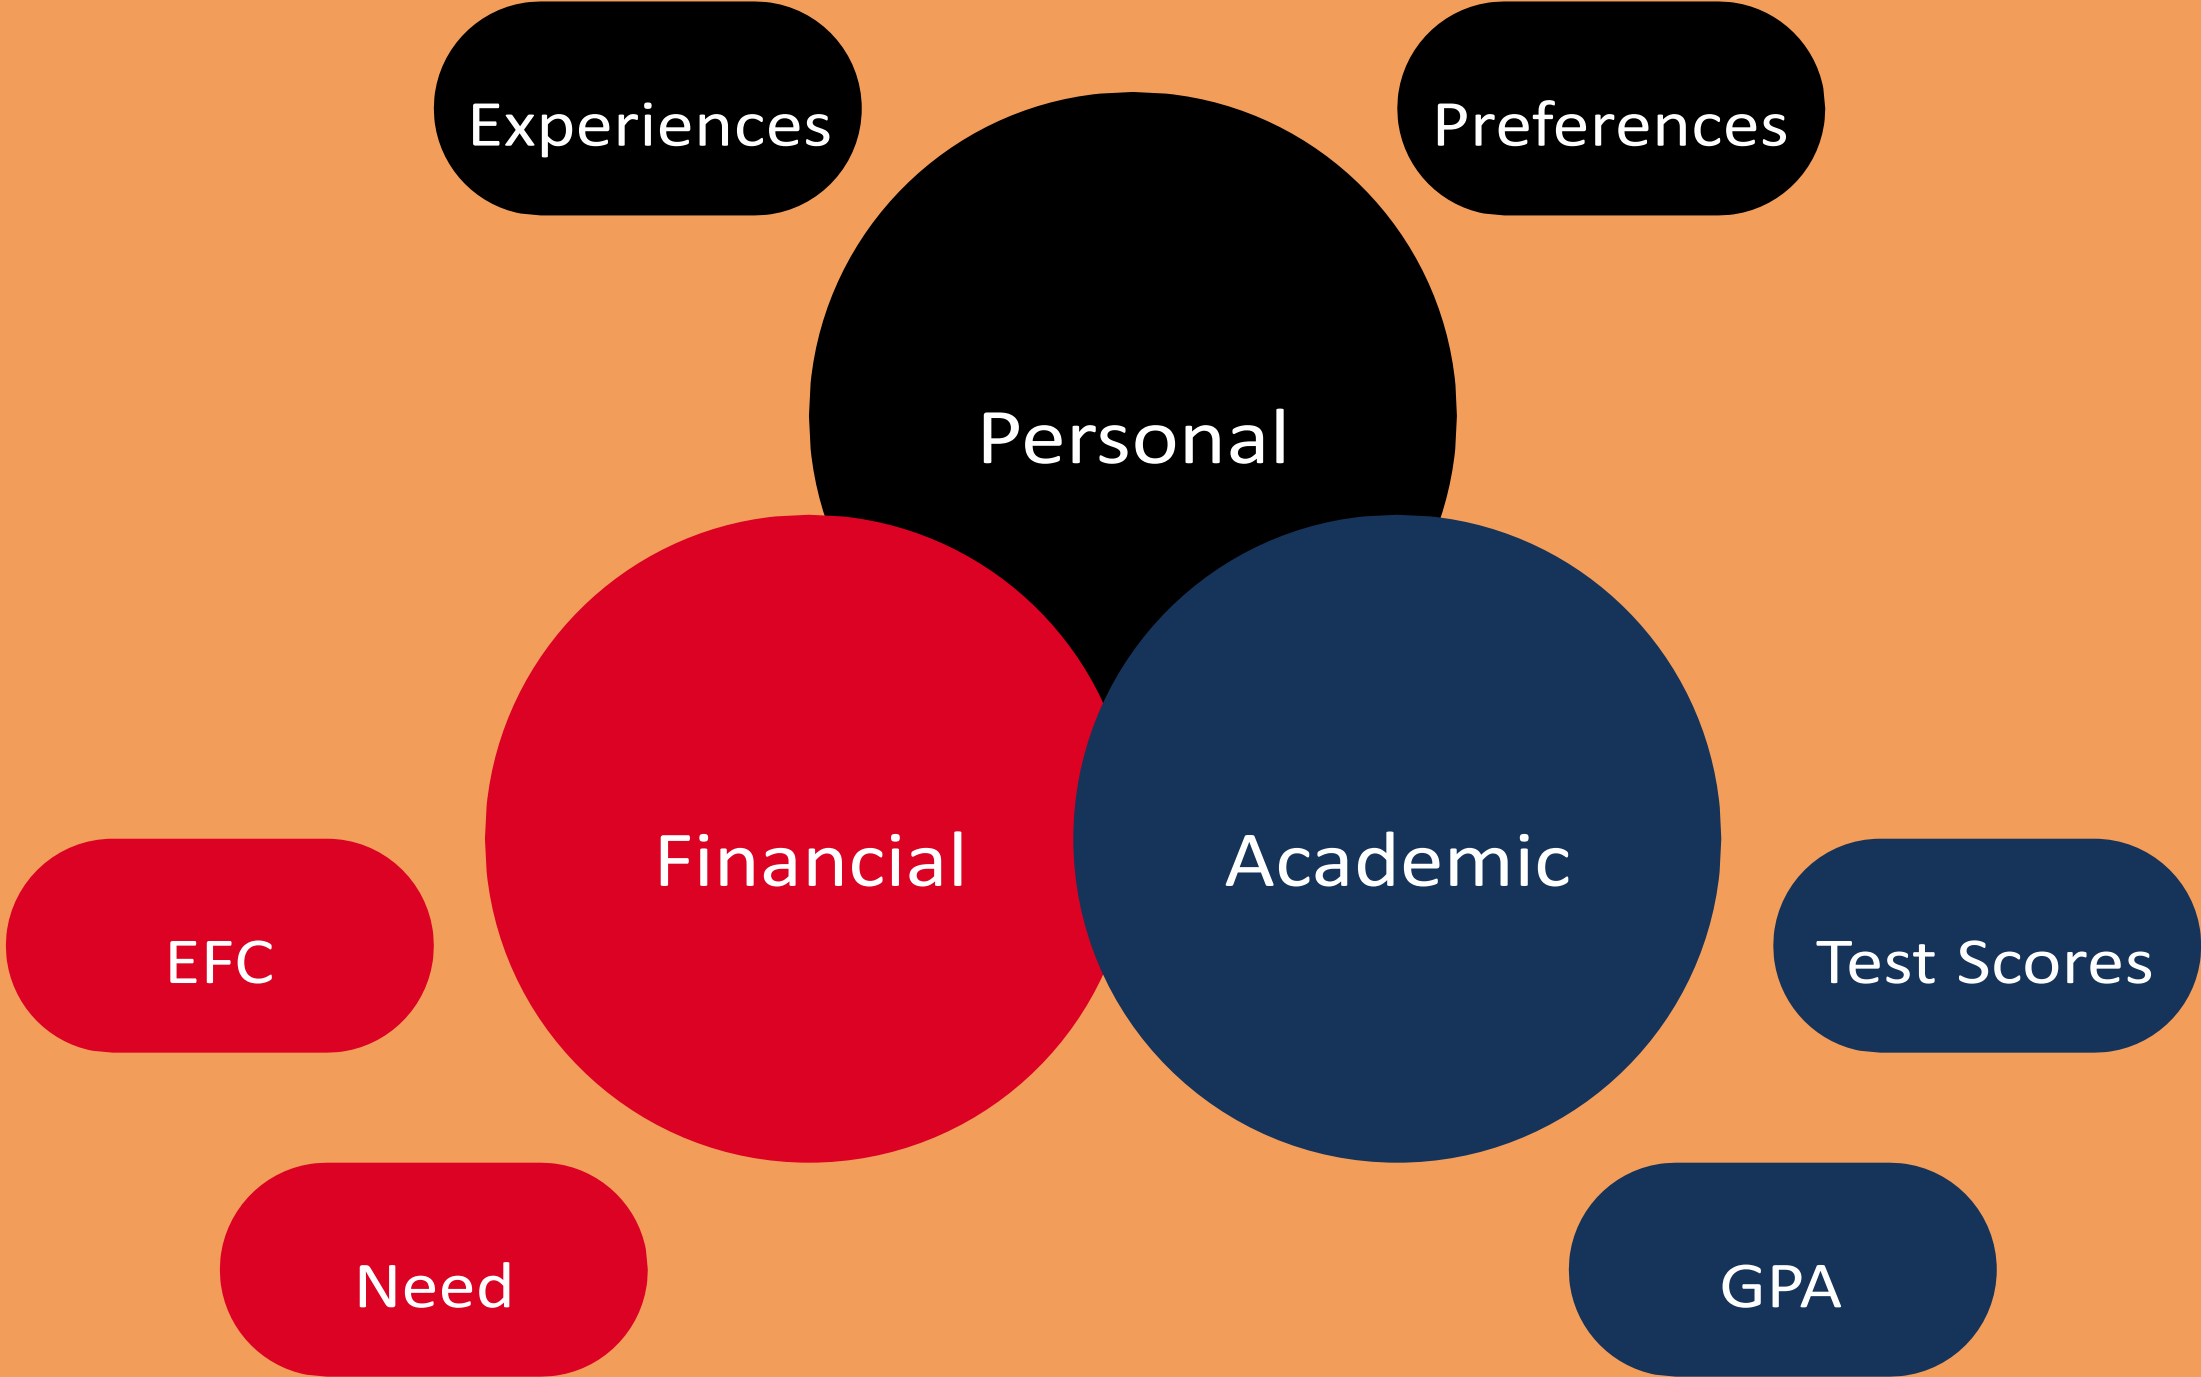 Experiences
Preferences
Personal
Financial
Academic
EFC
Test Scores
Need
GPA